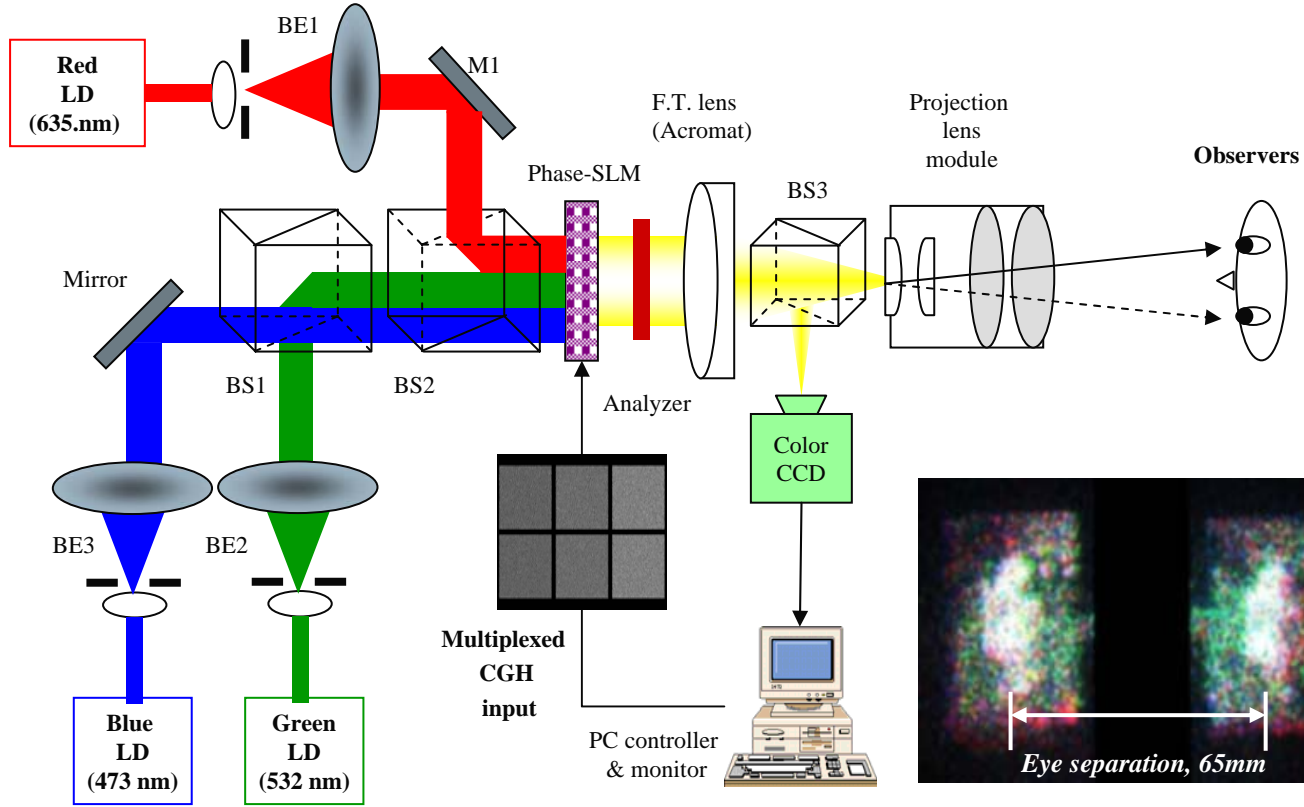 BE1
Red
LD
(635.nm)
M1
F.T. lens
(Acromat)
Projection
lens
module
Observers
Phase-SLM
BS3
Mirror
BS1
BS2
Analyzer
Color
CCD
BE3
BE2
Multiplexed
CGH
input
Blue
LD
(473 nm)
Green
LD
(532 nm)
PC controller
& monitor
Eye separation, 65mm